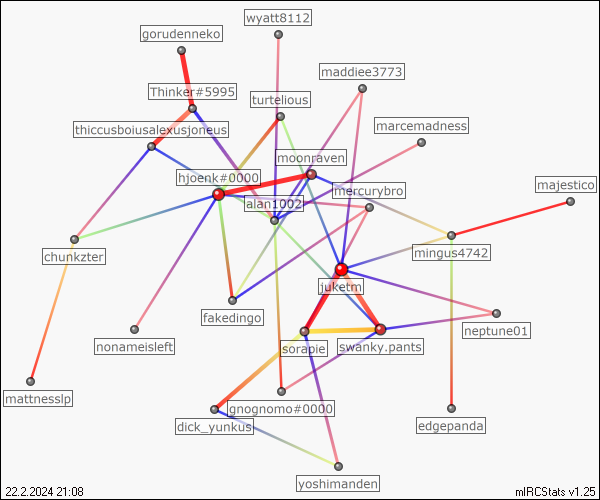 wyatt8112
gorudenneko
maddiee3773
Thinker#5995
turtelious
thiccusboiusalexusjoneus
marcemadness
moonraven
hjoenk#0000
mercurybro
majestico
alan1002
mingus4742
chunkzter
juketm
fakedingo
neptune01
nonameisleft
sorapie
swanky.pants
mattnesslp
gnognomo#0000
dick_yunkus
edgepanda
yoshimanden
22.2.2024 21:08
mIRCStats v1.25